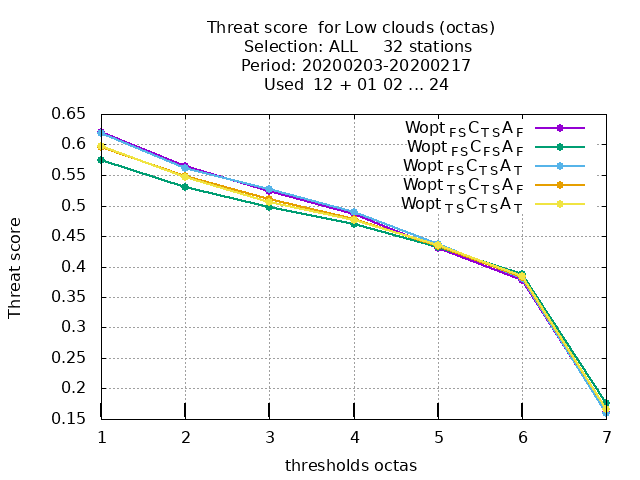 Threat score  for Low clouds (octas)
Selection: ALL     32 stations
Period: 20200203-20200217
Used  12 + 01 02 ... 24
0.65
0.6
0.55
0.5
0.45
0.4
0.35
0.3
0.25
0.2
0.15
Threat score
Wopt FS C TS A F
Wopt FS C FS A F
Wopt FS C TS A T
Wopt TS C TS A F
Wopt TS C TS A T
1 2 3 4 5 6 7
thresholds octas